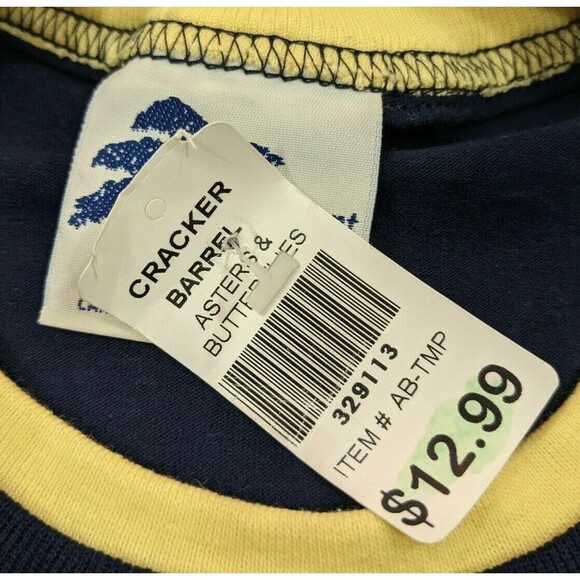 CRACKER
BARREL
ASTERS &
BUTTERFLIES
329113
ITEM # AB-TMP
$12.99